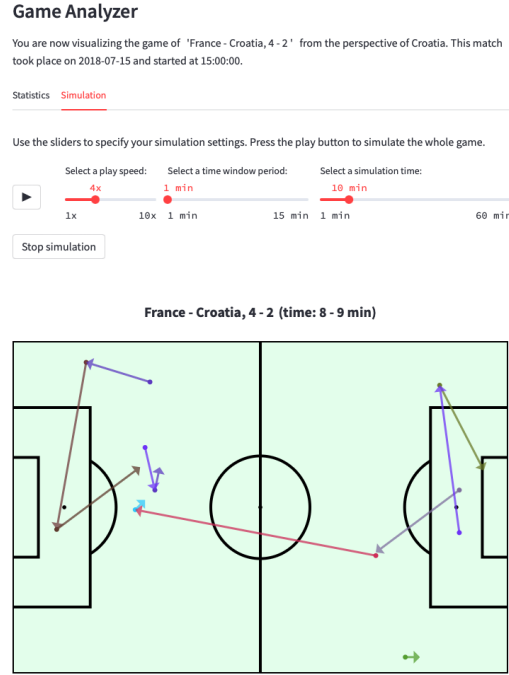 Game Analyzer
You are now visualizing the game of 'France - Croatia, 4 - 2 ' from the perspective of Croatia. This match
took place on 2018-07-15 and started at 15:00:00.
Statistics Simulation
Use the sliders to specify your simulation settings. Press the play button to simulate the whole game.
Select a play speed: Select a time window period: Select a simulation time:
4x 1 min 10 min
1x 10x 1 min 15 min 1 min 60 min
Stop simulation
France - Croatia, 4 - 2 (time: 8 - 9 min)